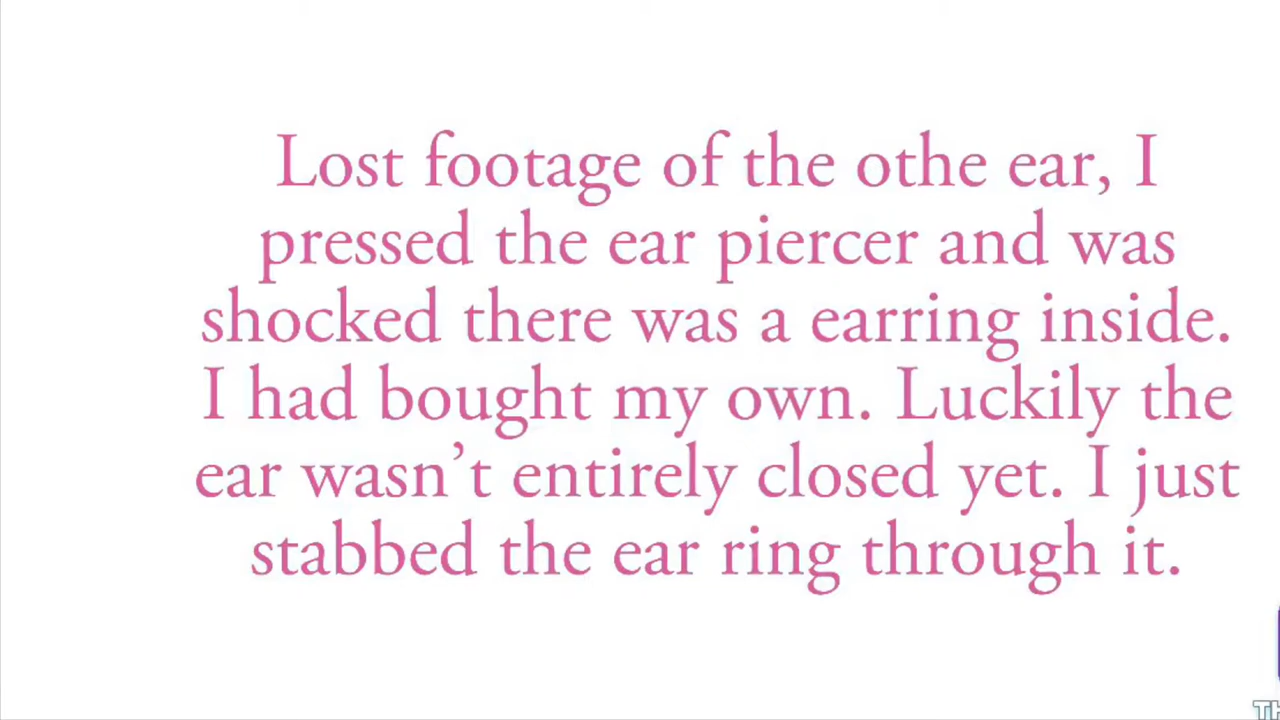 Lost footage of the othe ear, I
pressed the ear piercer and was
shocked there was a earring inside.
I had bought my own. Luckily the
ear wasn’t entirely closed yet. I just
stabbed the ear ring through it.